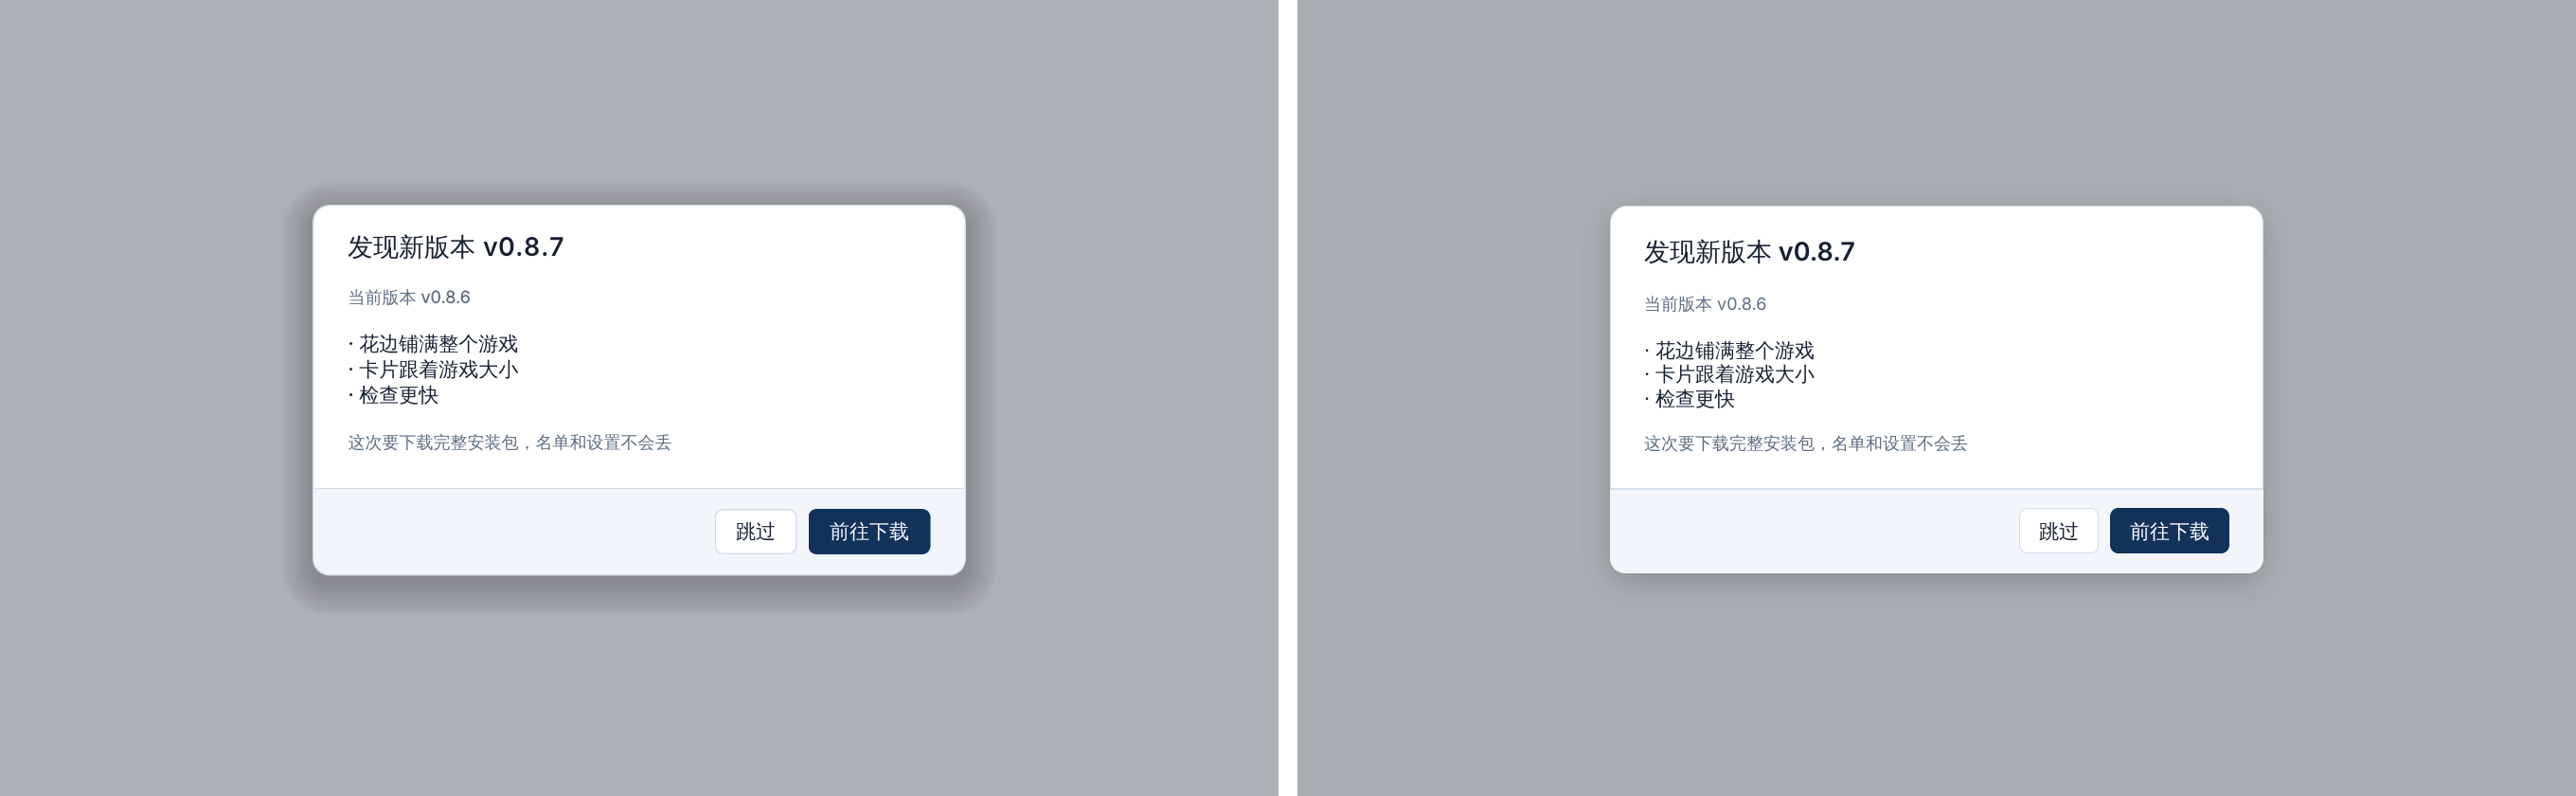 发现新版本 v0.8.7
当前版本 v0.8.6
· 花边铺满整个游戏
· 卡片跟着游戏大小
· 检查更快
这次要下载完整安装包，名单和设置不会丢
跳过
前往下载
发现新版本 v0.8.7
当前版本 v0.8.6
· 花边铺满整个游戏
· 卡片跟着游戏大小
· 检查更快
这次要下载完整安装包，名单和设置不会丢
跳过
前往下载